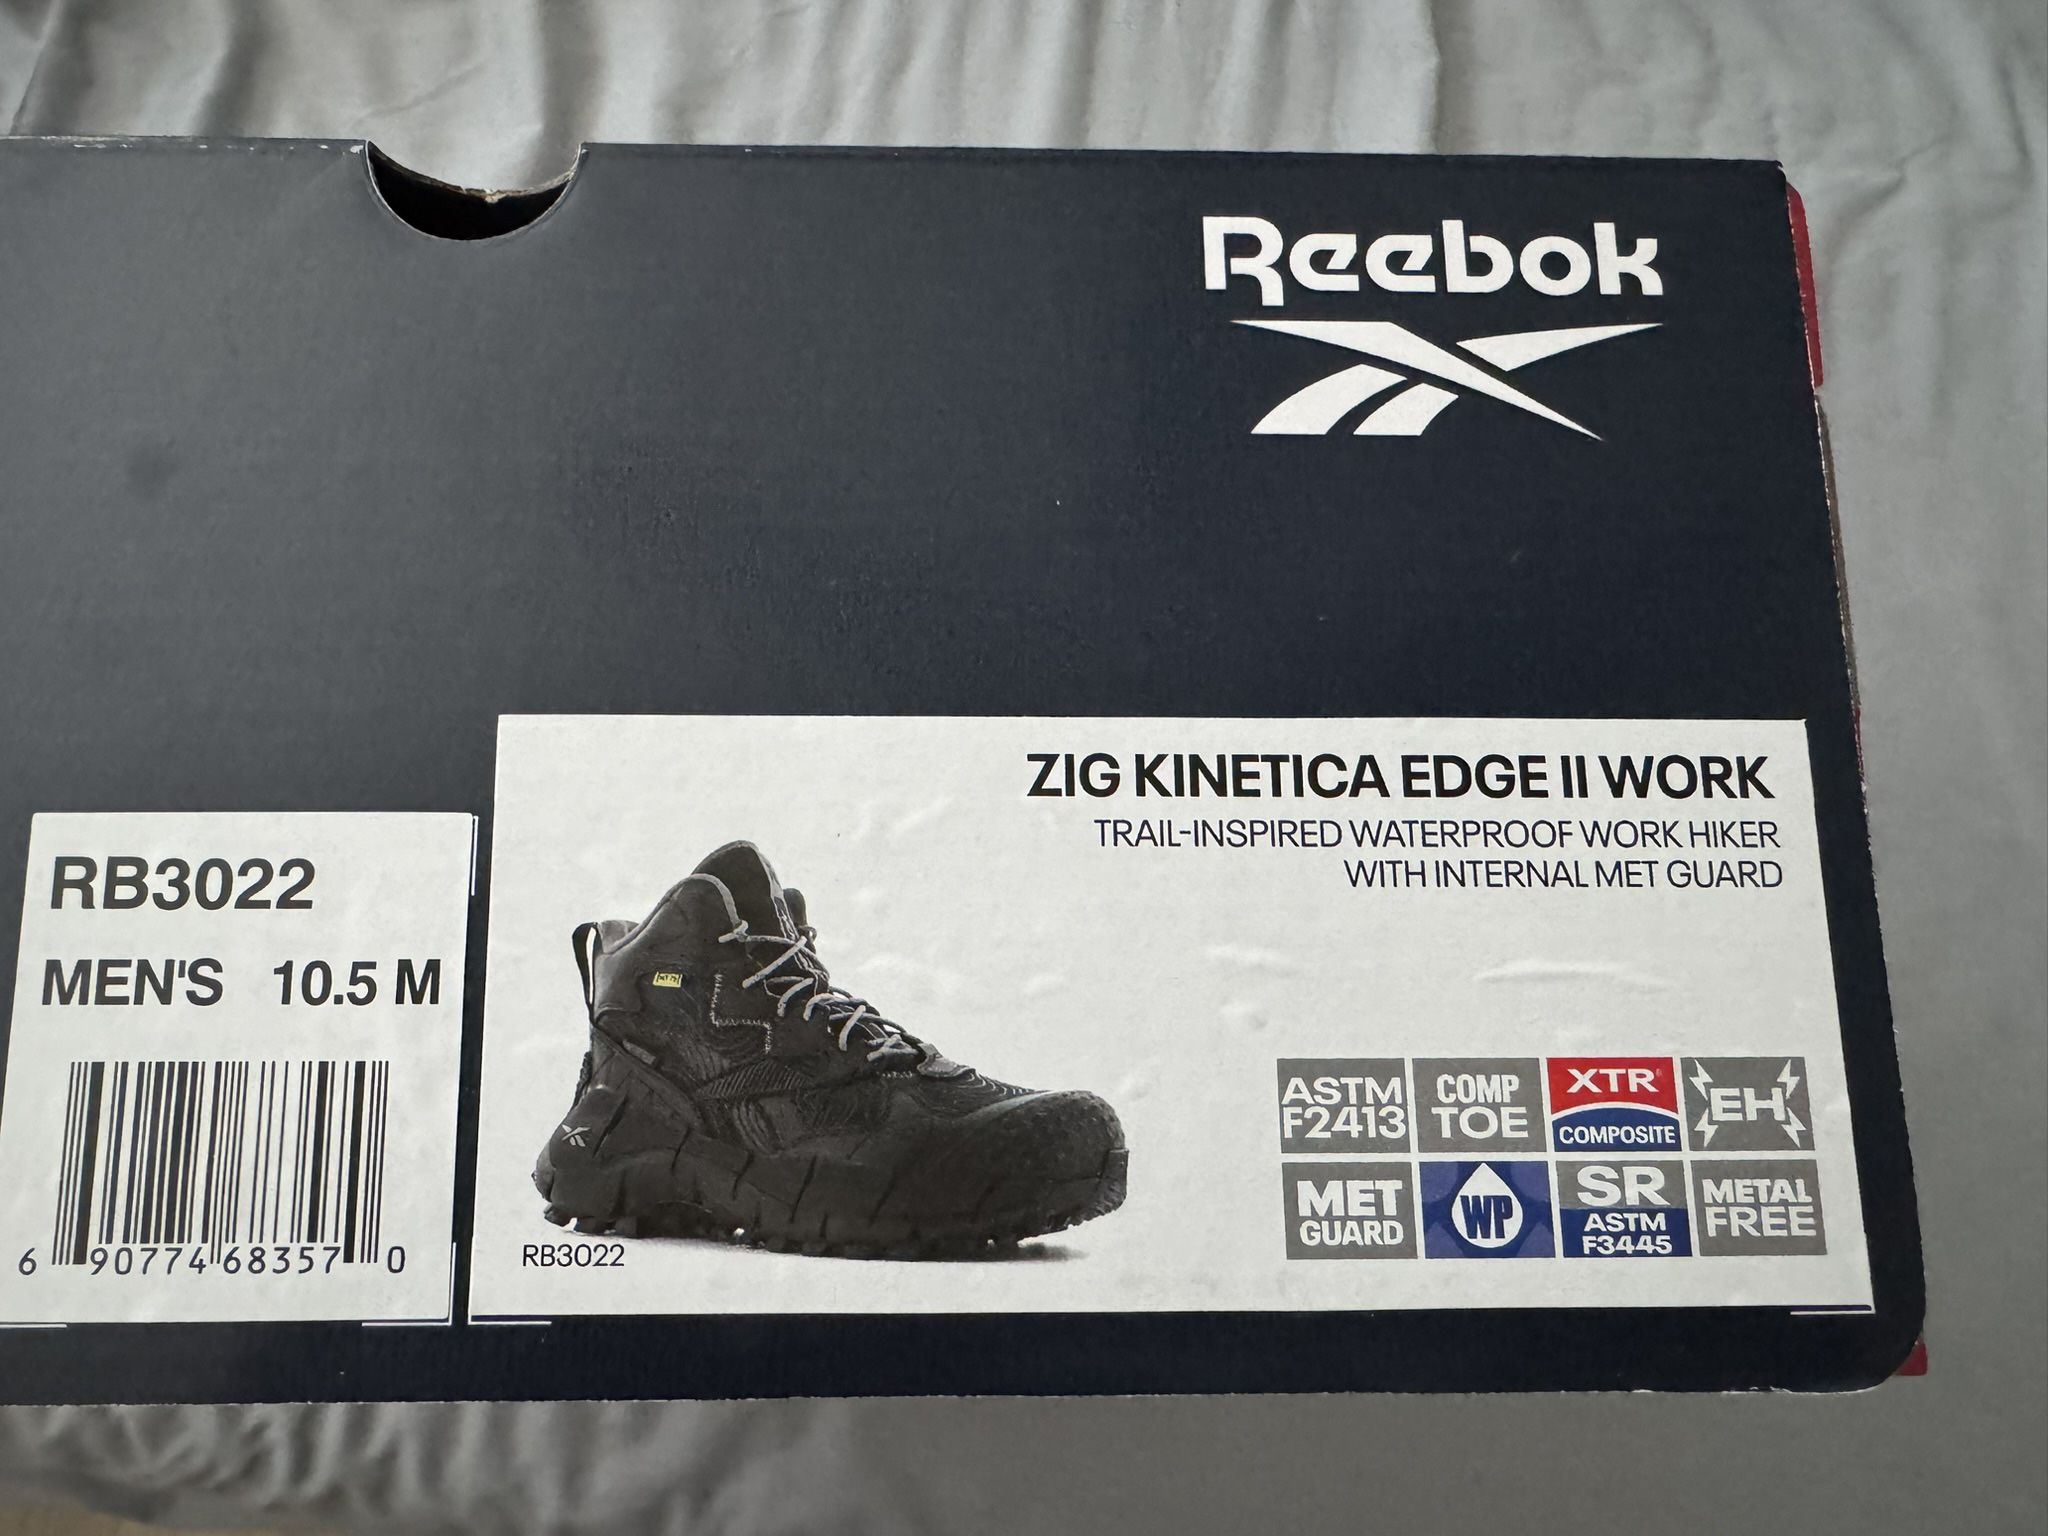 Reebok
ZIG KINETICA EDGE II WORK
TRAIL-INSPIRED WATERPROOF WORK HIKER
WITH INTERNAL MET GUARD
RB3022
MEN'S 10.5 M
6 90774 68357 0
RB3022
ASTM
F2413
COMP
TOE
XTR
COMPOSITE
EH
MET
GUARD
WP
SR
ASTM
F3445
METAL
FREE